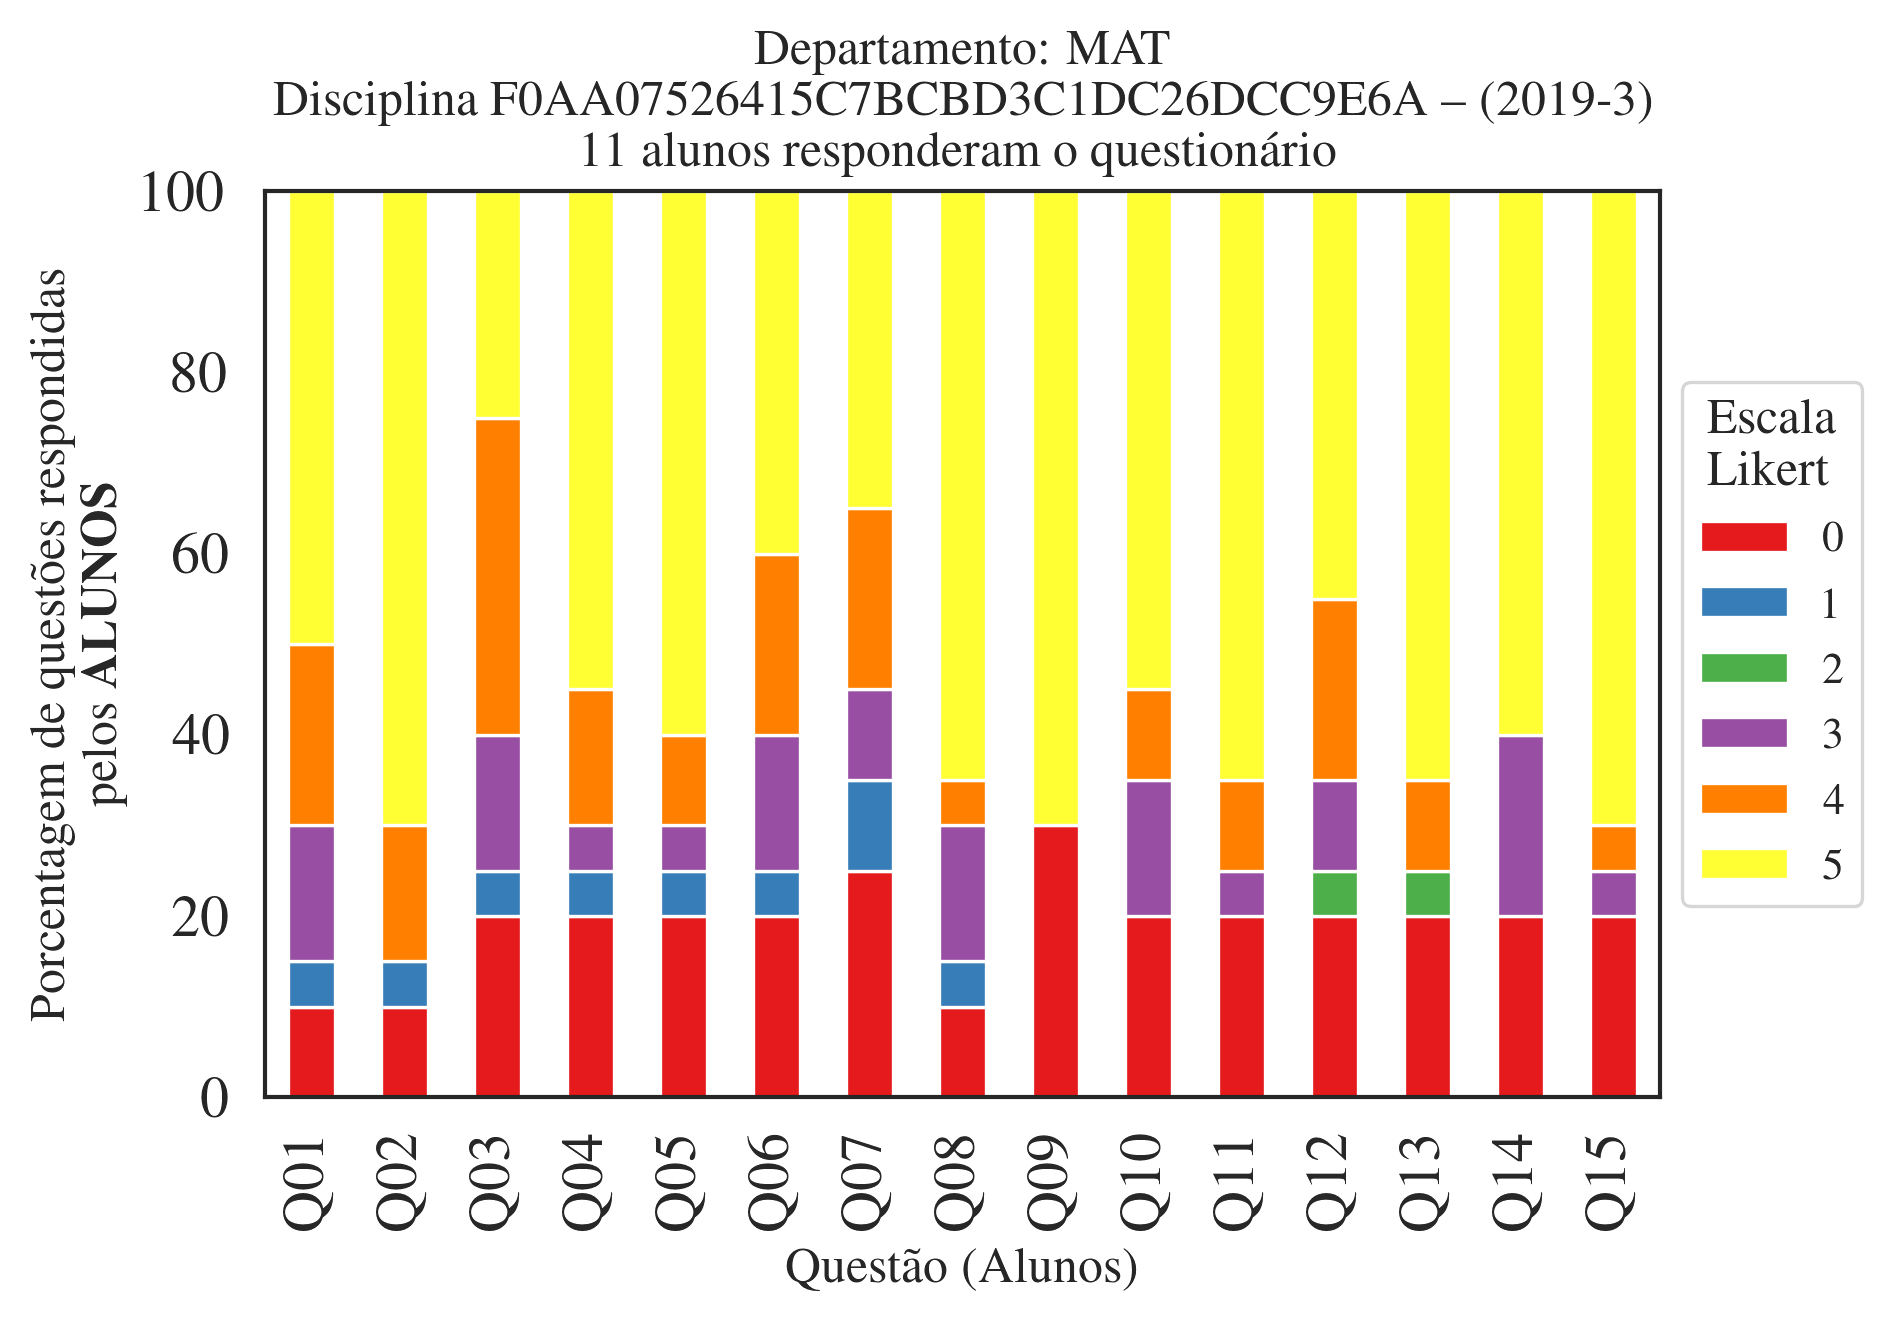 Departamento: MAT
Disciplina F0AA07526415C7BCBD3C1DC26DCC9E6A – (2019-3)
11 alunos responderam o questionário
Porcentagem de questões respondidas
pelos ALUNOS
100
80
60
40
20
0
Q01
Q02
Q03
Q04
Q05
Q06
Q07
Q08
Q09
Q10
Q11
Q12
Q13
Q14
Q15
Questão (Alunos)
Escala
Likert
0
1
2
3
4
5